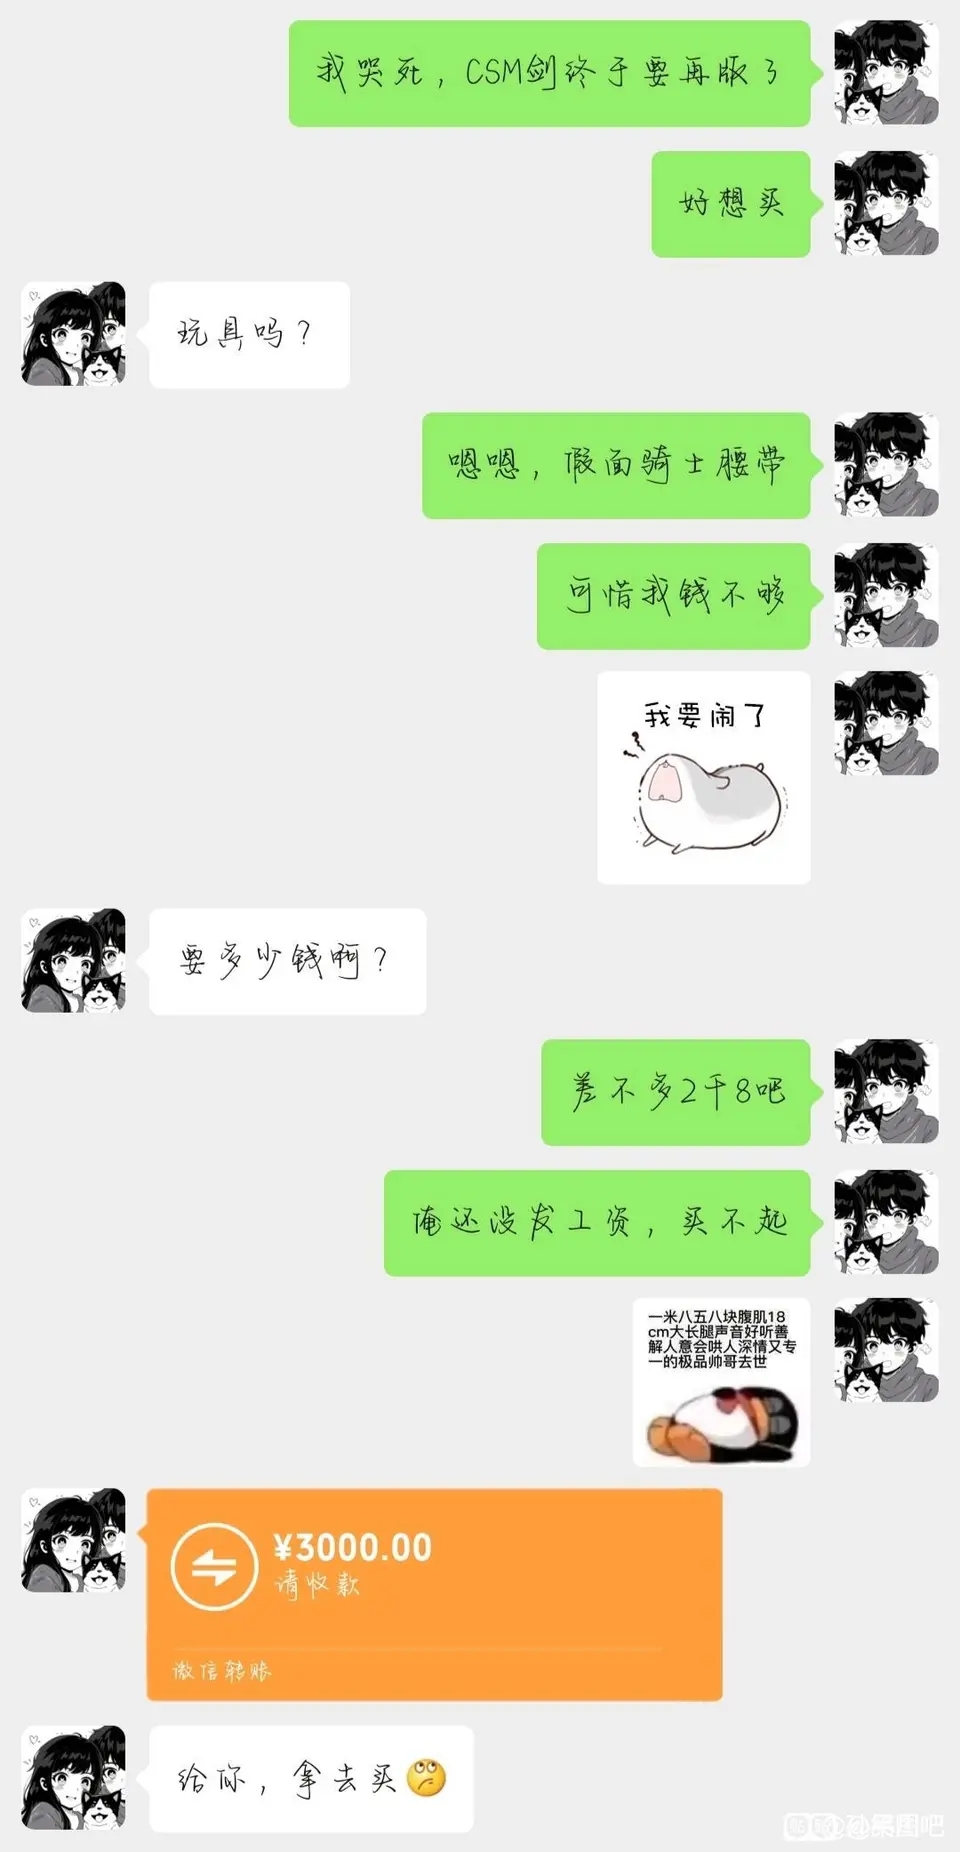 我哭死，CSM剑终于要再版了
好想买
玩具吗？
嗯嗯，假面骑士腰带
可惜我钱不够
我要闹了
要多少钱啊？
差不多2千8吧
俺还没发工资，买不起
一米八五八块腹肌18
cm大长腿声音好听善
解人意会哄人深情又专
一的极品帅哥去世
¥3000.00
请收款
微信转账
给你，拿去买🙄